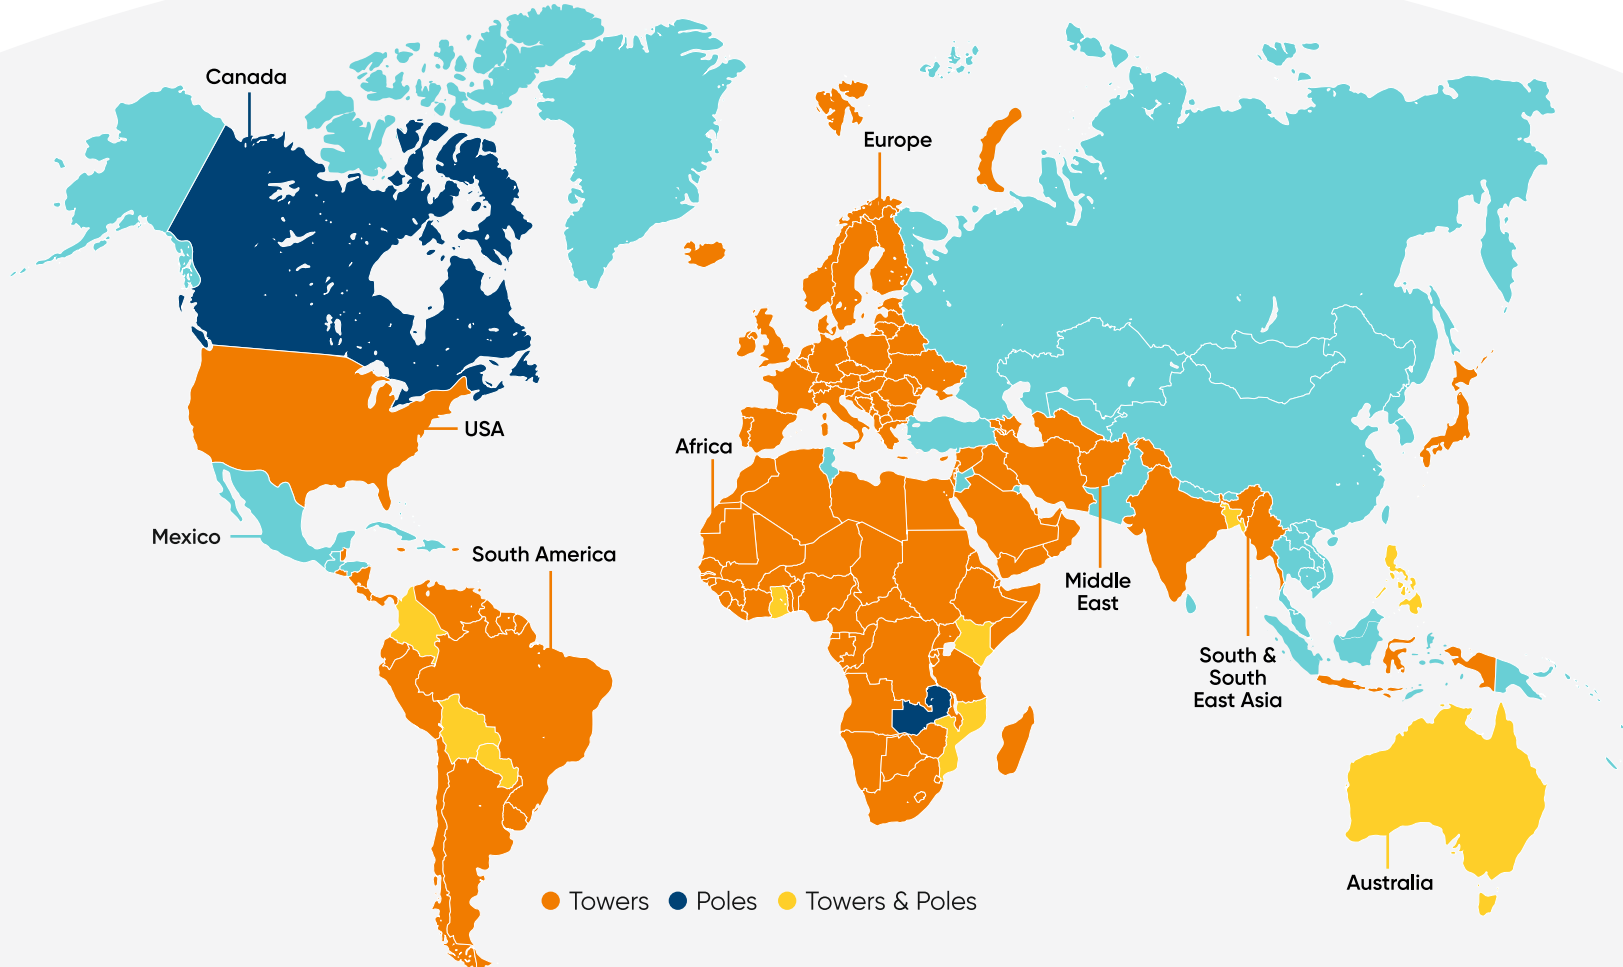 Canada
Europe
USA
Africa
Mexico
South America
Middle
East
South &
South
East Asia
Australia
Towers
Poles
Towers & Poles